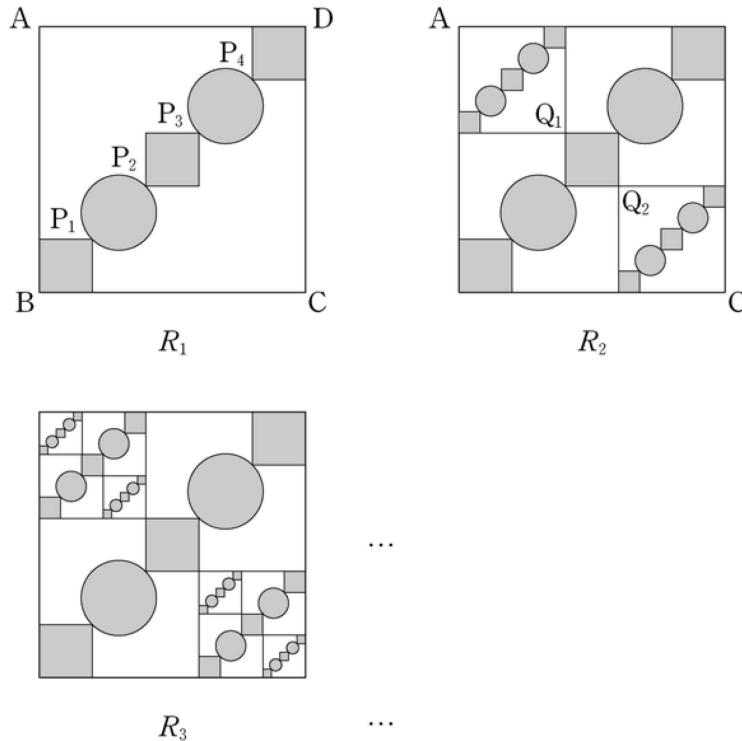 A D A
P₄
P₃ Q₁
P₂
P₁ Q₂
B C C
R₁ R₂
...
R₃ ...